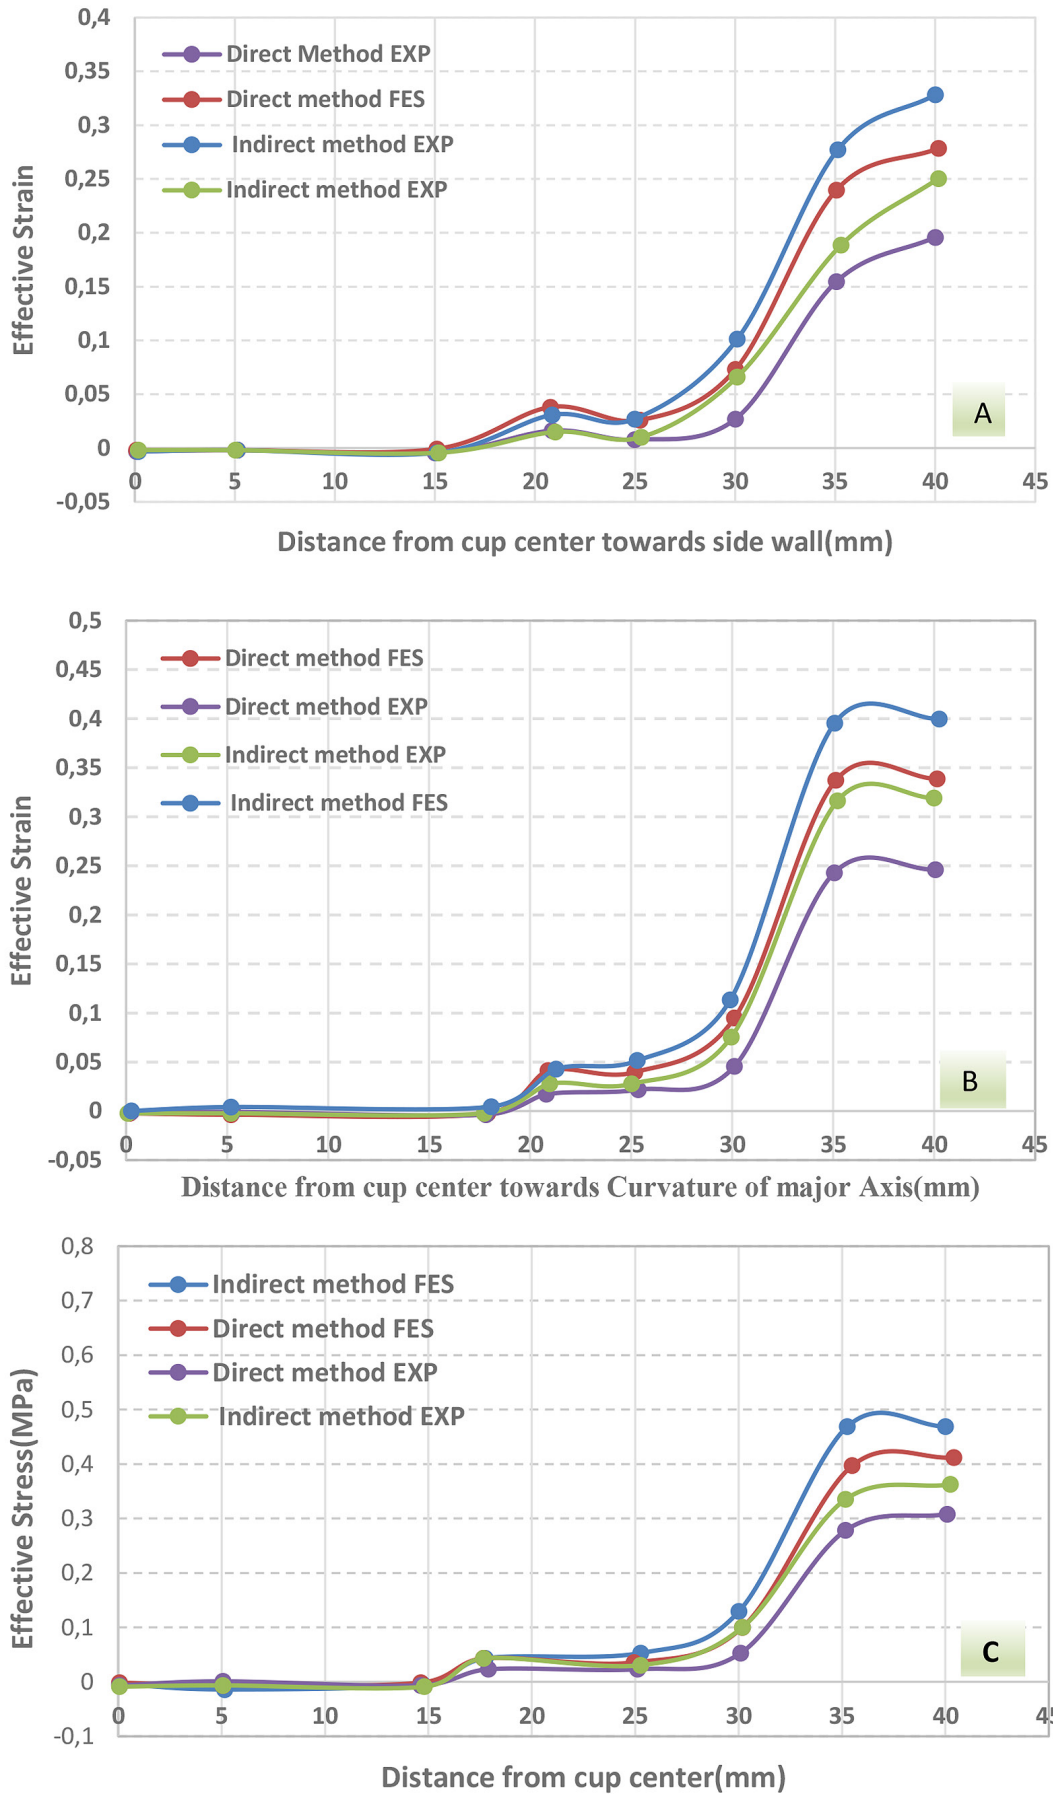 0,4
0,35
0,3
0,25
0,2
0,15
0,1
0,05
0
-0,05
Effective Strain
Direct Method EXP
Direct method FES
Indirect method EXP
Indirect method EXP
A
0 5 10 15 20 25 30 35 40 45
Distance from cup center towards side wall(mm)
0,5
0,45
0,4
0,35
0,3
0,25
0,2
0,15
0,1
0,05
0
-0,05
Effective Strain
Direct method FES
Direct method EXP
Indirect method EXP
Indirect method FES
B
0 5 10 15 20 25 30 35 40 45
Distance from cup center towards Curvature of major Axis(mm)
0,8
0,7
0,6
0,5
0,4
0,3
0,2
0,1
0
-0,1
Effective Stress(MPa)
Indirect method FES
Direct method FES
Direct method EXP
Indirect method EXP
C
0 5 10 15 20 25 30 35 40
Distance from cup center(mm)